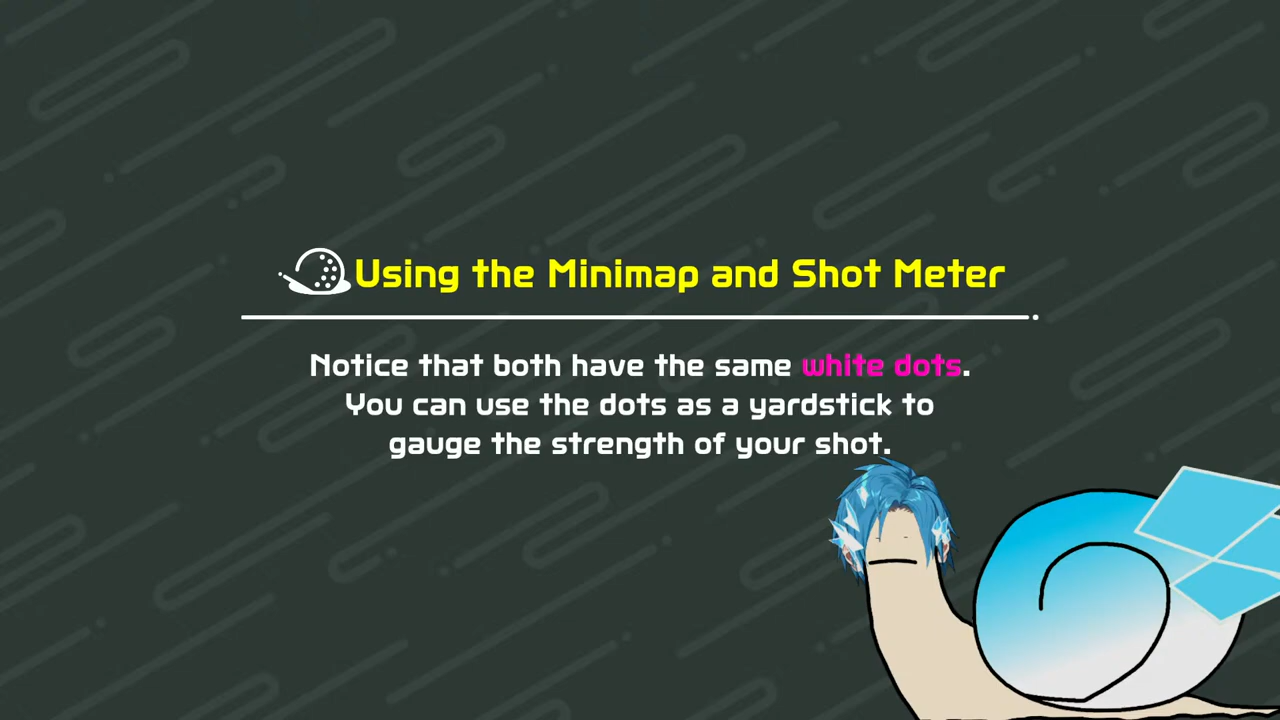 Using the Minimap and Shot Meter
Notice that both have the same white dots.
You can use the dots as a yardstick to
gauge the strength of your shot.